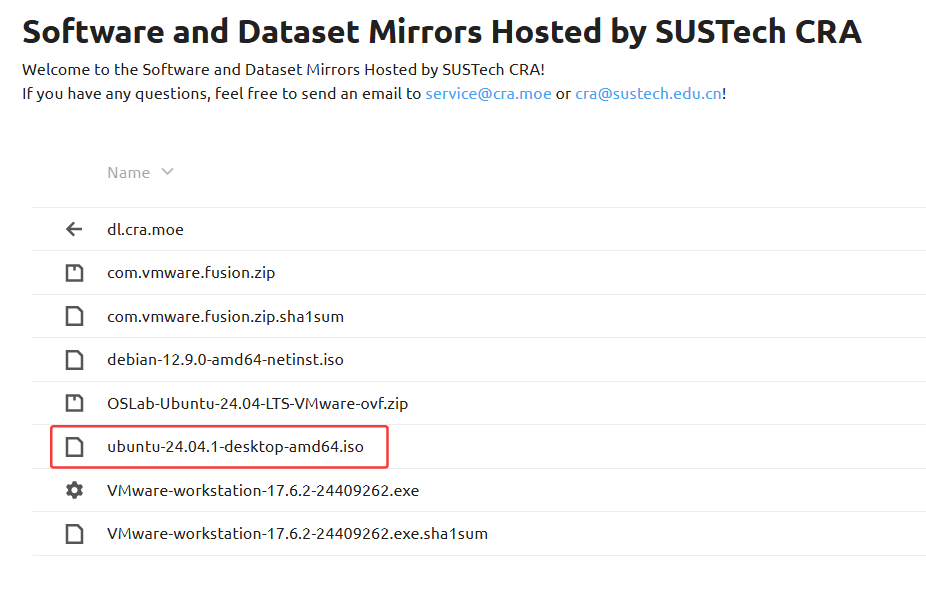 Software and Dataset Mirrors Hosted by SUSTech CRA
Welcome to the Software and Dataset Mirrors Hosted by SUSTech CRA!
If you have any questions, feel free to send an email to service@cra.moe or cra@sustech.edu.cn!
Name
dl.cra.moe
com.vmware.fusion.zip
com.vmware.fusion.zip.sha1sum
debian-12.9.0-amd64-netinst.iso
OSLab-Ubuntu-24.04-LTS-VMware-ovf.zip
ubuntu-24.04.1-desktop-amd64.iso
VMware-workstation-17.6.2-24409262.exe
VMware-workstation-17.6.2-24409262.exe.sha1sum